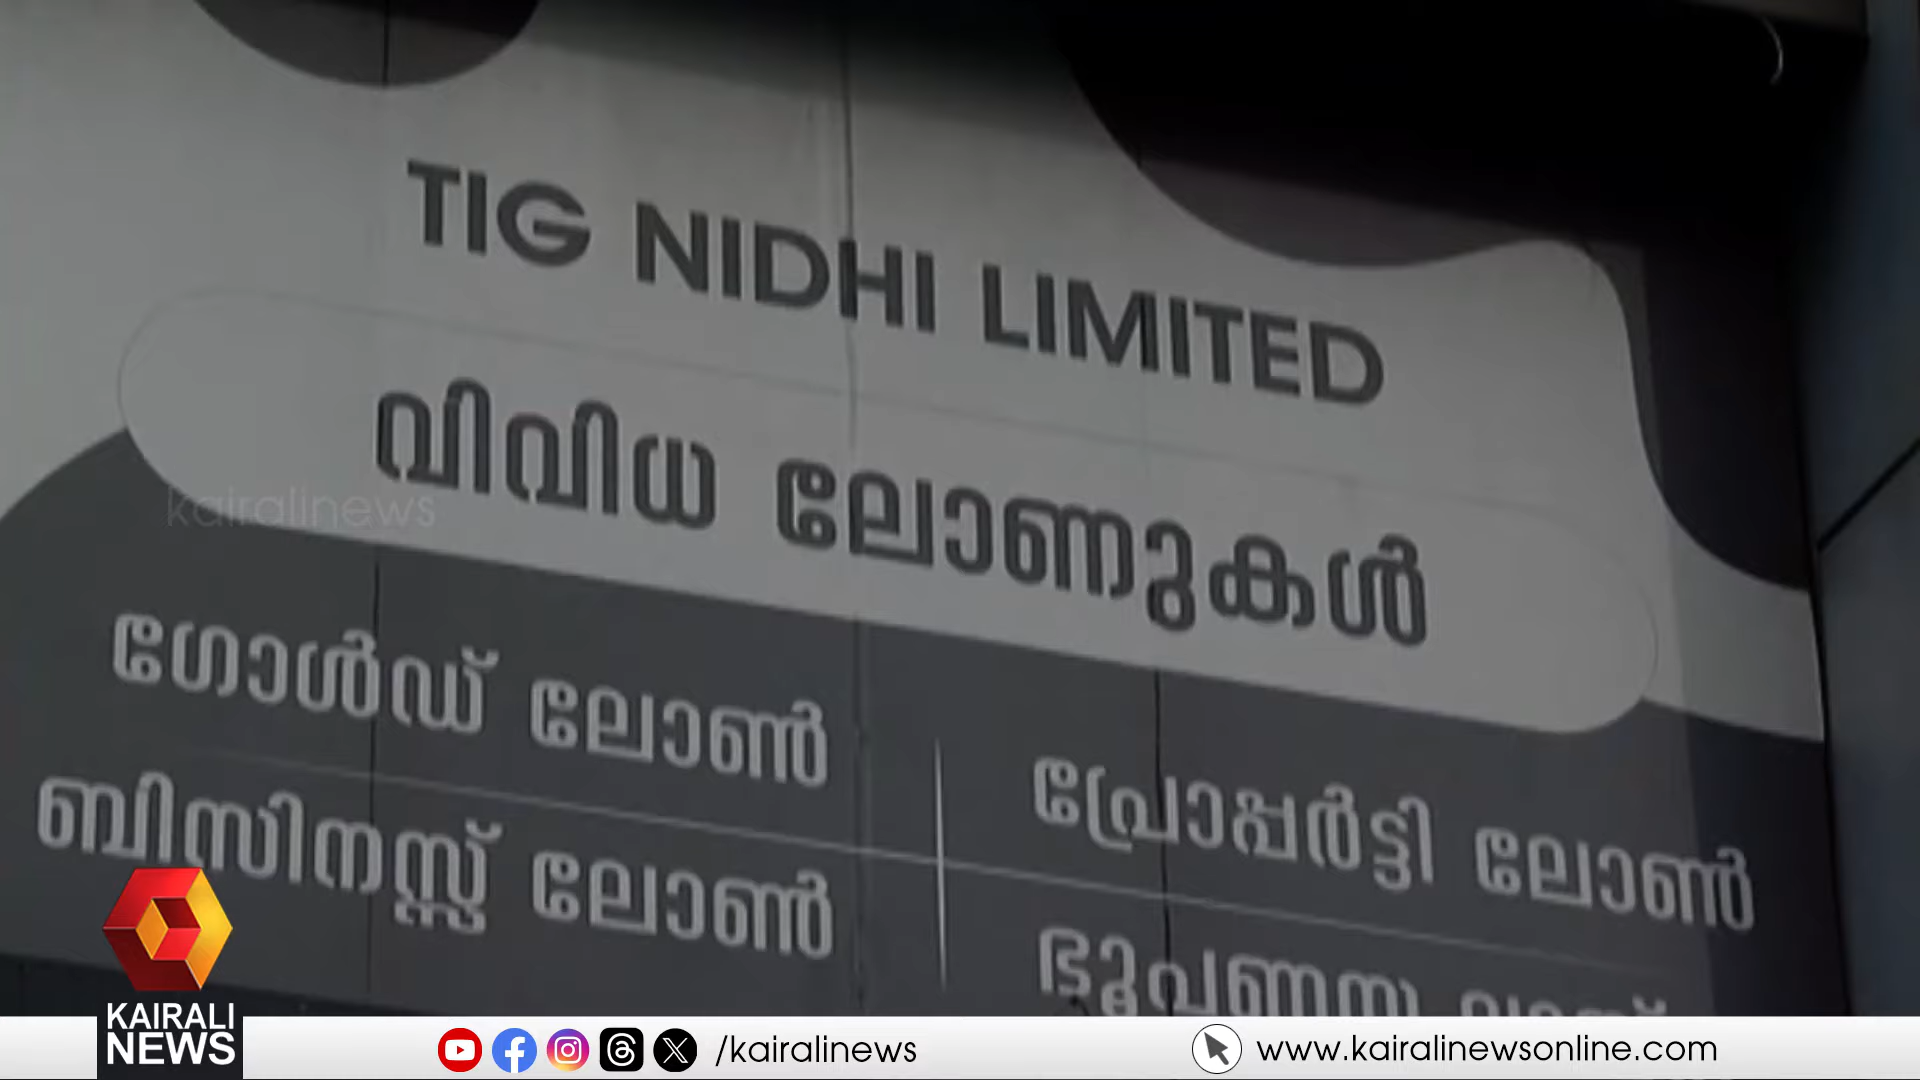 TIG NIDHI LIMITED
വിവിധ ലോണുകൾ
kairalinews
ഗോൾഡ് ലോൺ
പ്രോപ്പർട്ടി ലോൺ
ബിസിനസ്സ് ലോൺ
KAIRALI
NEWS
/kairalinews
www.kairalinewsonline.com